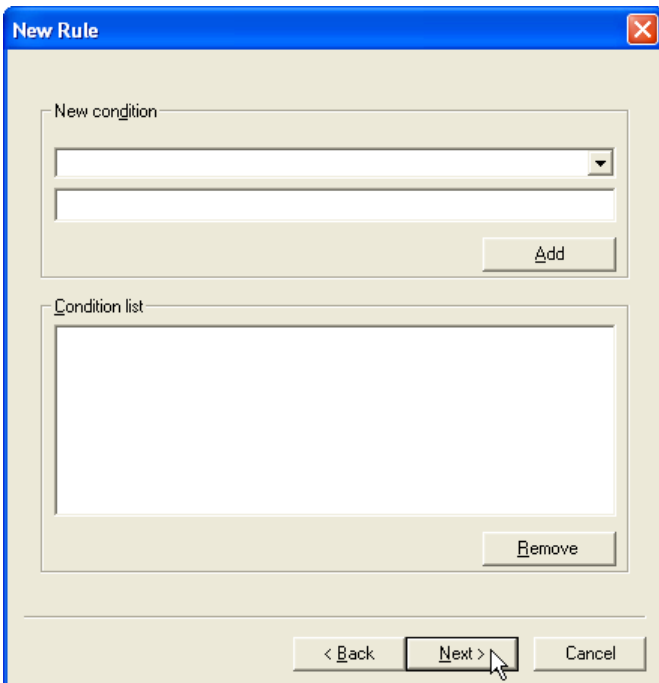 New Rule
New condition
Add
Condition list
Remove
< Back Next > Cancel